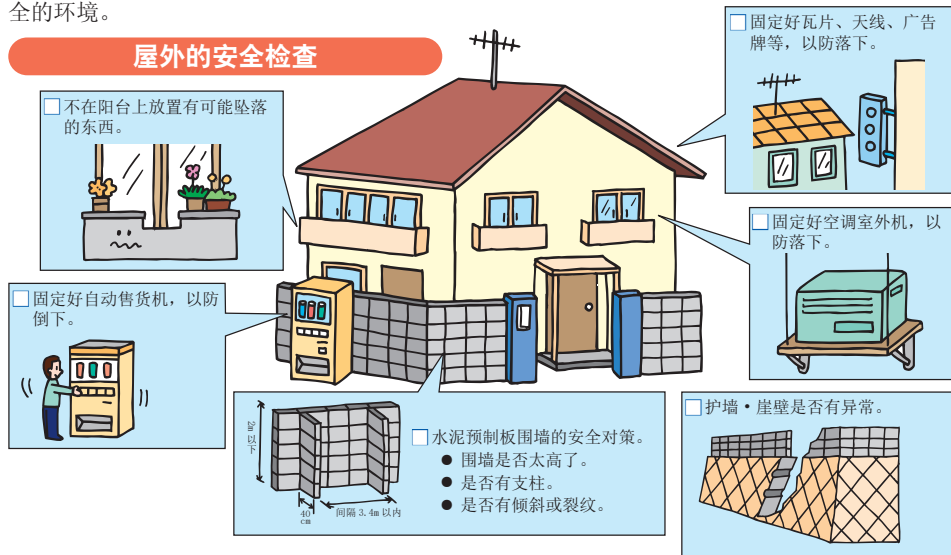 全的环境。
屋外的安全检查
□不在阳台上放置有可能坠落
的东西。
□固定好瓦片、天线、广告
牌等，以防落下。
□固定好空调室外机，以
防落下。
□固定好自动售货机，以防
倒下。
2m以下
40
cm
间隔3.4m以内
□水泥预制板围墙的安全对策。
● 围墙是否太高了。
● 是否有支柱。
● 是否有倾斜或裂纹。
□护墙·崖壁是否有异常。